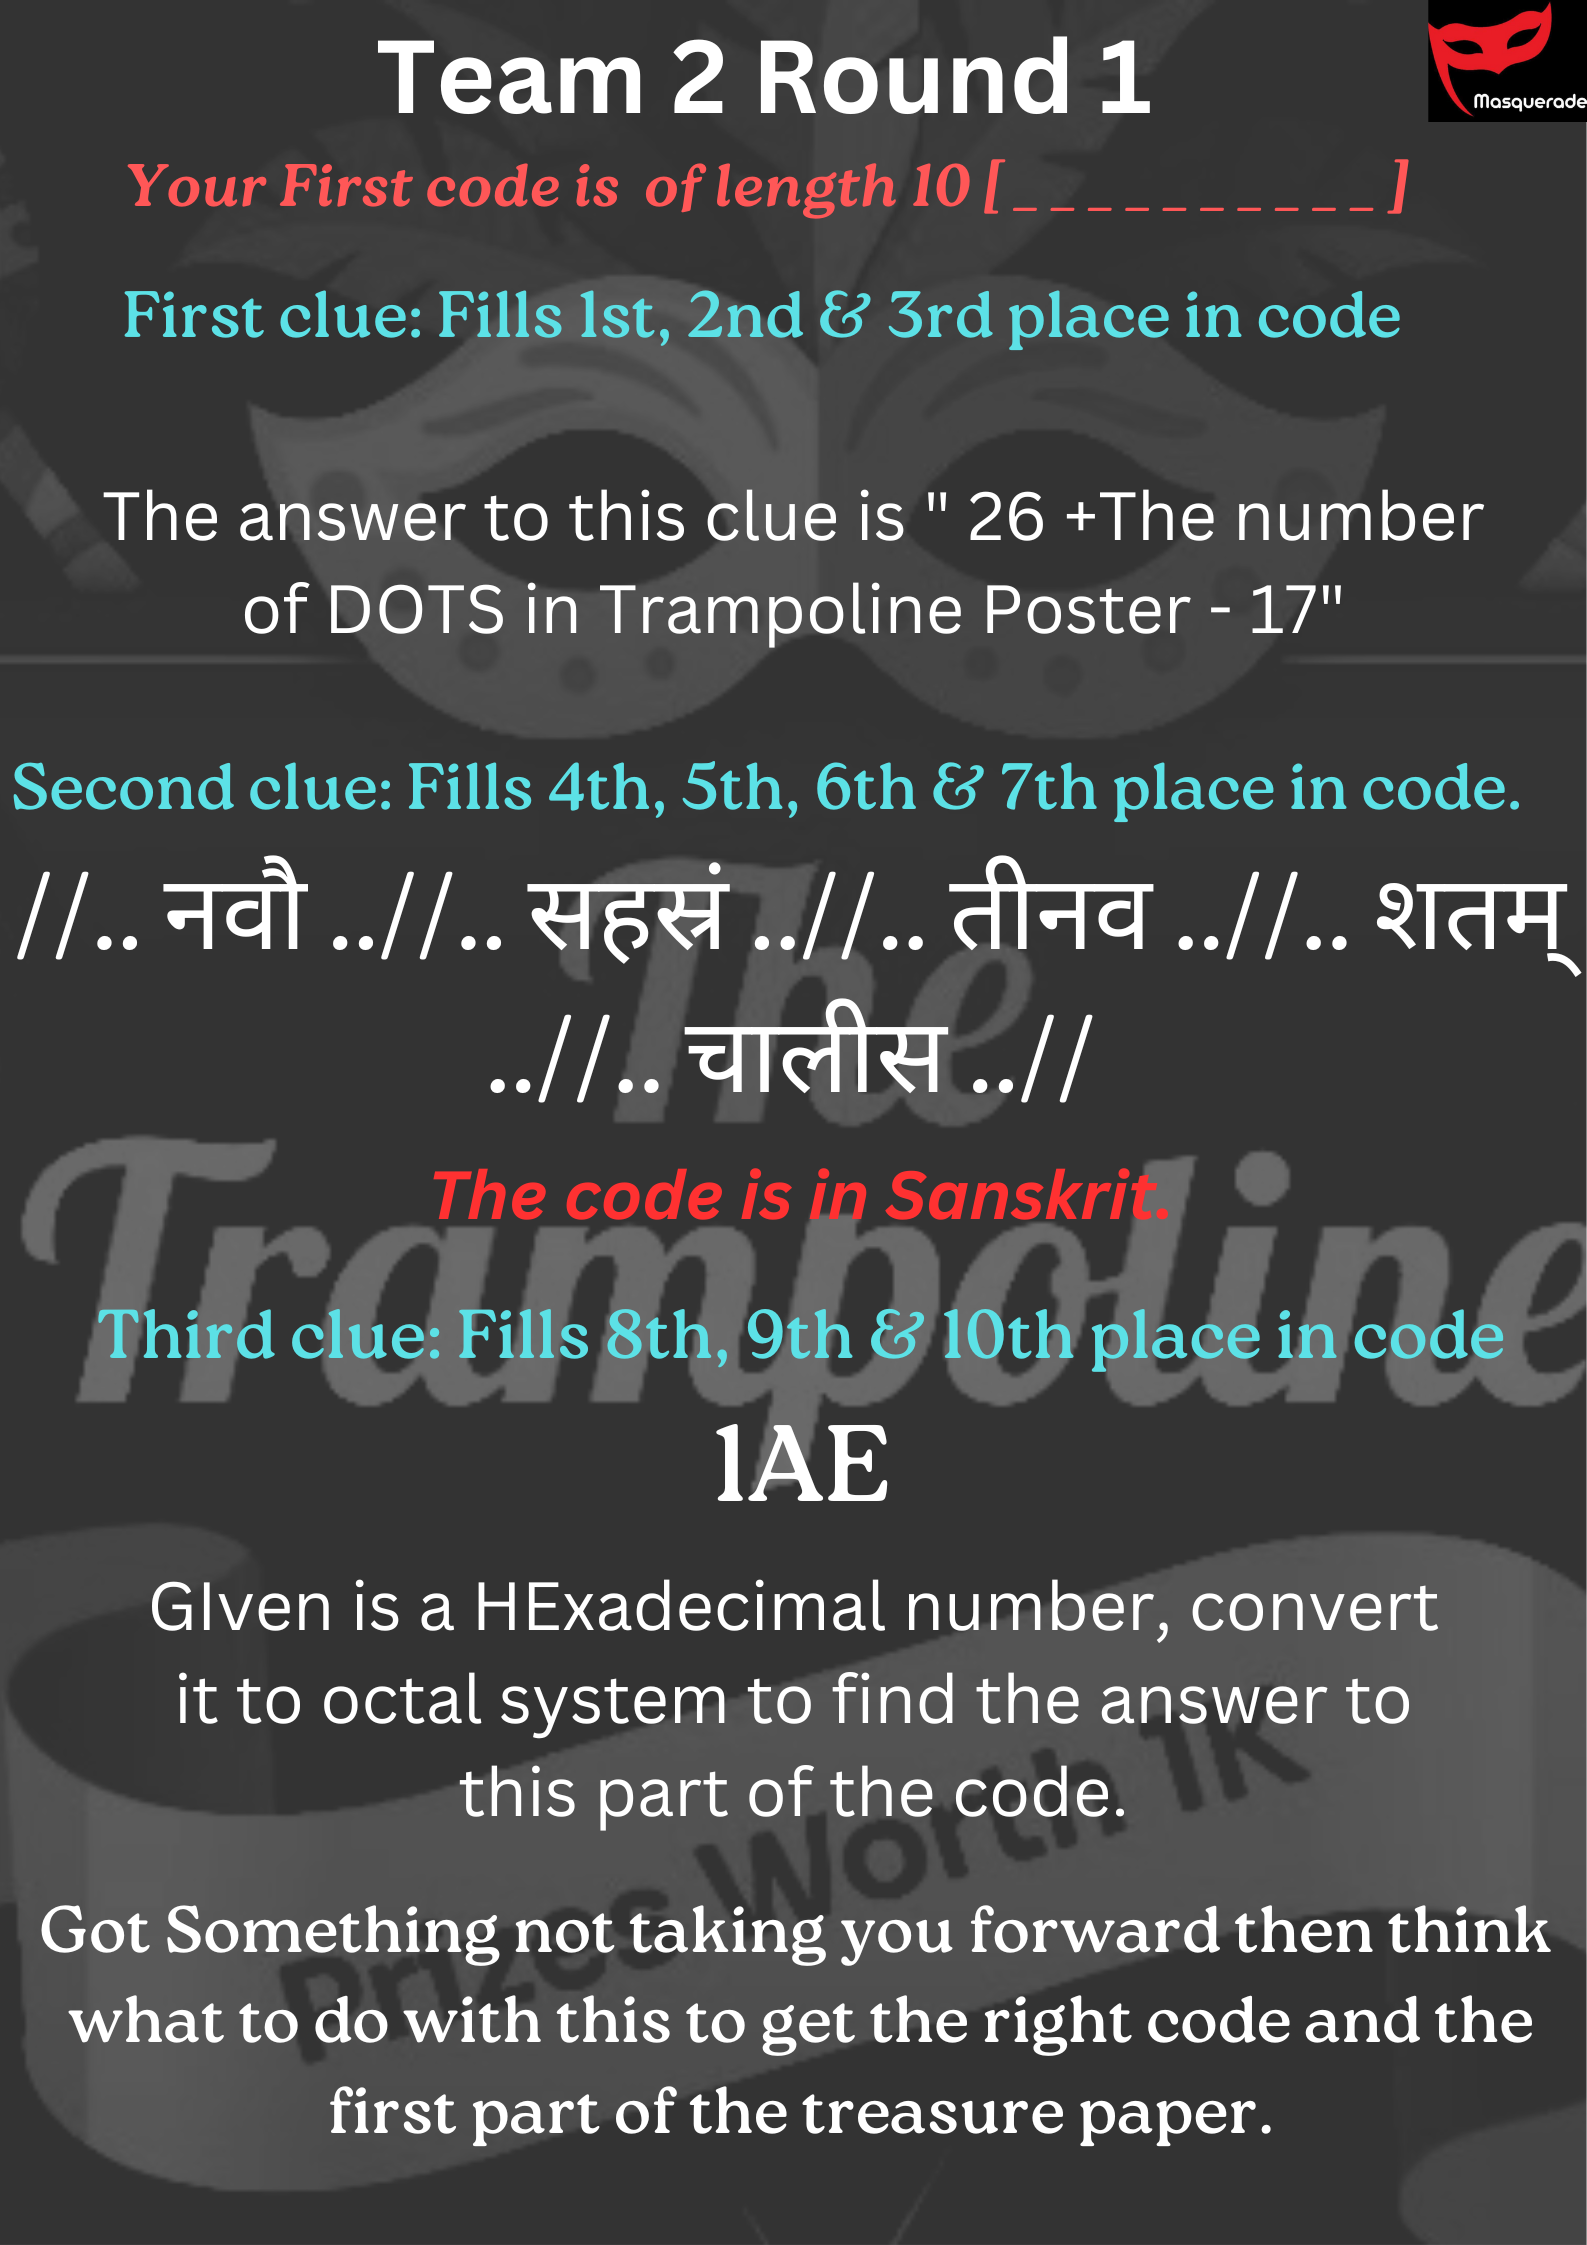 Team 2 Round 1
Masquerade
Your First code is of length 10 [ _ _ _ _ _ _ _ _ _ _ ]
First clue: Fills 1st, 2nd & 3rd place in code
The answer to this clue is " 26 +The number
of DOTS in Trampoline Poster - 17"
Second clue: Fills 4th, 5th, 6th & 7th place in code.
//.. नवौ ..//.. सहस्रं ..//.. तीनव ..//.. शतम्
..//.. चालीस ..//
The
The code is in Sanskrit.
Trampoline
Third clue: Fills 8th, 9th & 10th place in code
1AE
GIven is a HExadecimal number, convert
it to octal system to find the answer to
this part of the code.
Prizes Worth 1K
Got Something not taking you forward then think
what to do with this to get the right code and the
first part of the treasure paper.